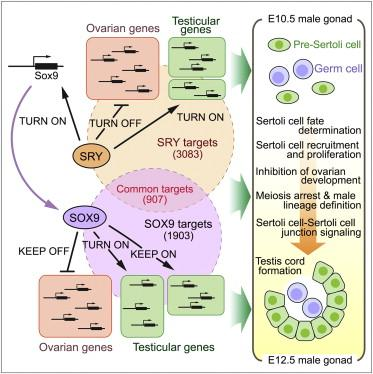 Ovarian genes
Testicular
genes
Sox9
TURN ON
TURN OFF
TURN ON
SRY
SRY targets
(3083)
Common targets
(907)
SOX9
SOX9 targets
(1903)
KEEP OFF
TURN ON
KEEP ON
Ovarian genes
Testicular genes
E10.5 male gonad
Pre-Sertoli cell
Germ cell
Sertoli cell fate
determination
Sertoli cell recruitment
and proliferation
Inhibition of ovarian
development
Meiosis arrest & male
lineage definition
Sertoli cell-Sertoli cell
junction signaling
Testis cord
formation
E12.5 male gonad